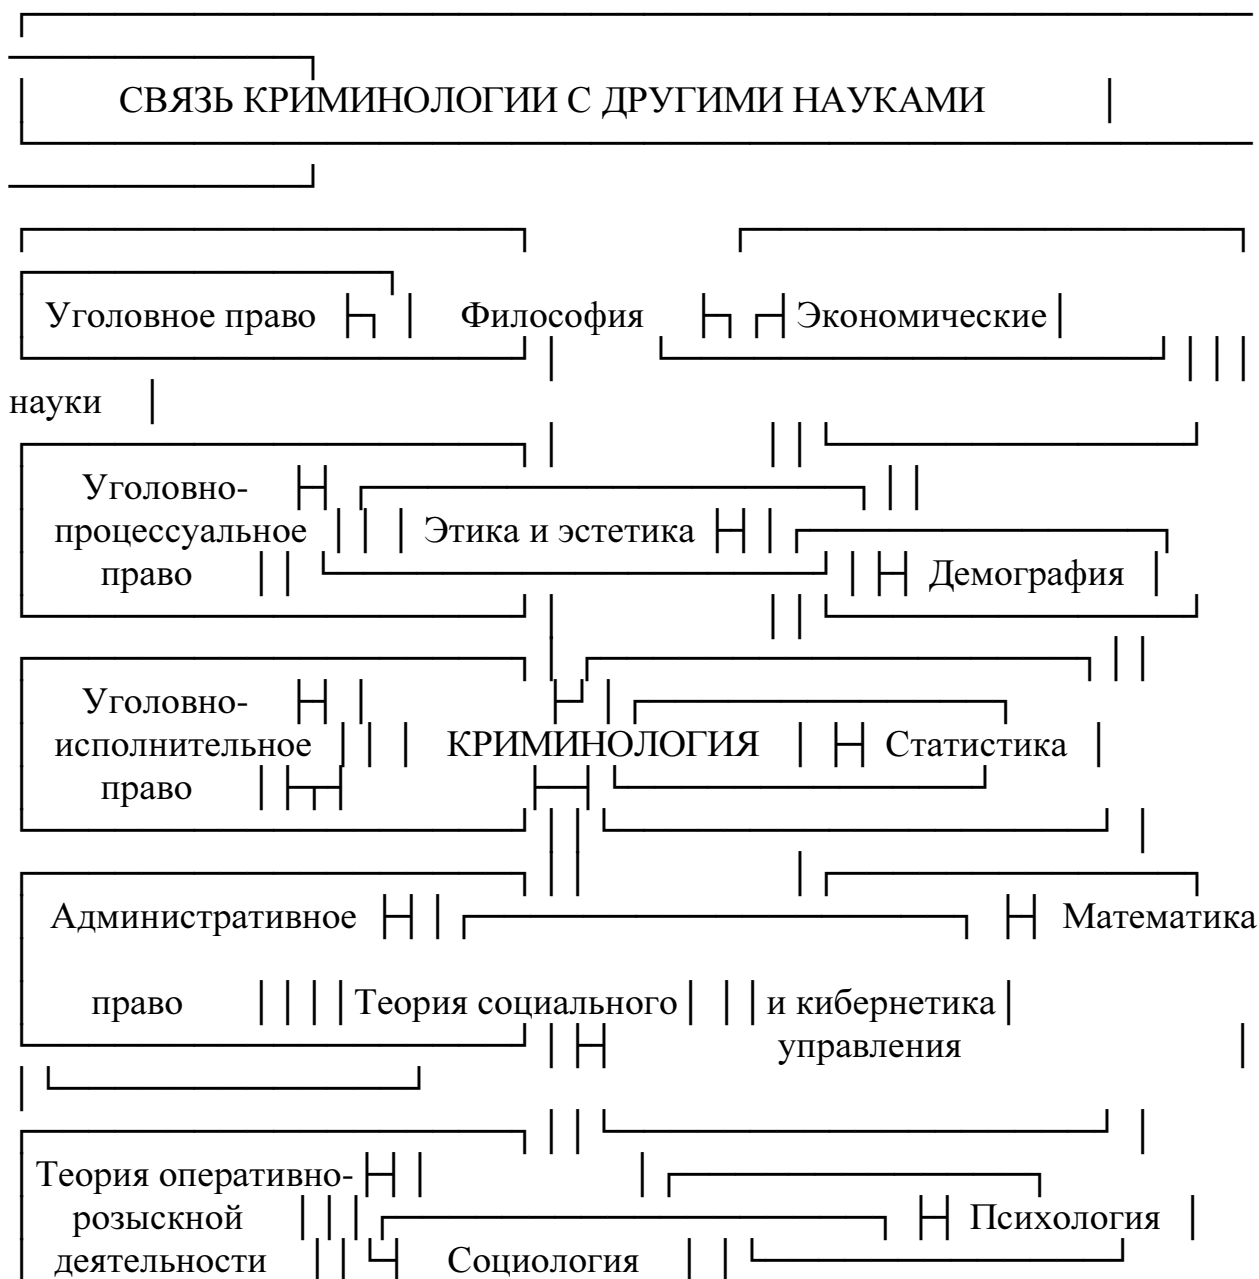 СВЯЗЬ КРИМИНОЛОГИИ С ДРУГИМИ НАУКАМИ
Уголовное право Философия Экономические
науки
Уголовно-
процессуальное Этика и эстетика
право Демография
Уголовно-
исполнительное КРИМИНОЛОГИЯ Статистика
право
Административное Математика
право Теория социального и кибернетика
управления
Теория оперативно-
розыскной Психология
деятельности Социология